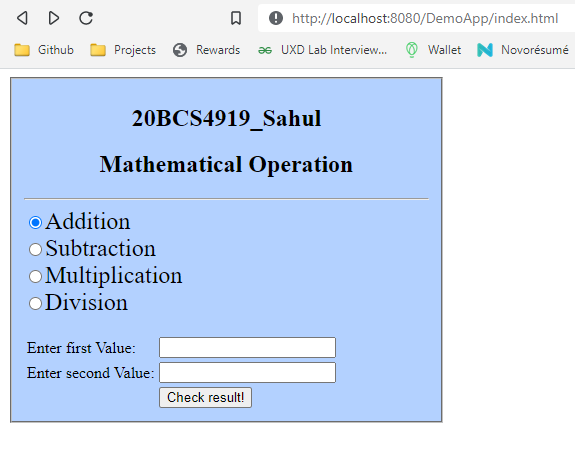 http://localhost:8080/DemoApp/index.html
Github Projects Rewards UXD Lab Interview... Wallet Novorésumé
20BCS4919_Sahul
Mathematical Operation
Addition
Subtraction
Multiplication
Division
Enter first Value:
Enter second Value:
Check result!